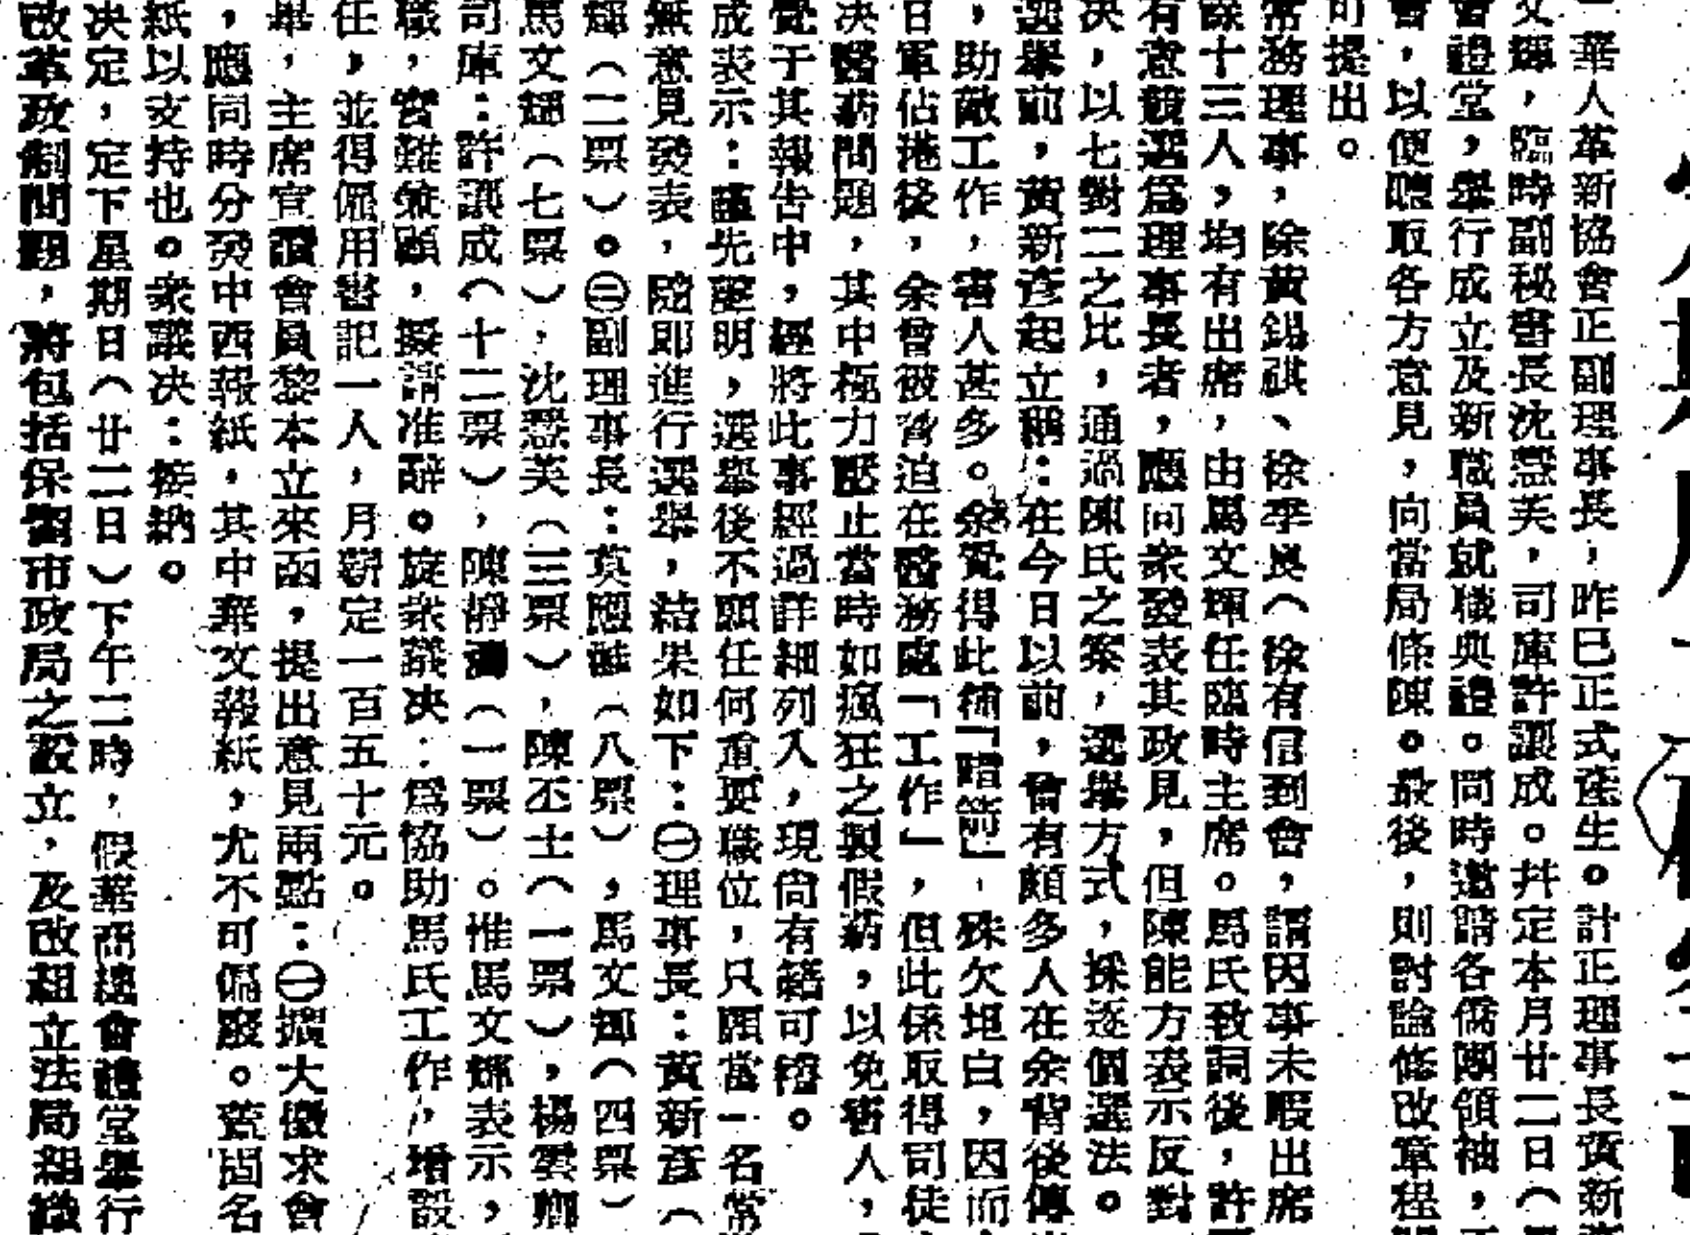 華人革新協會正副理事長，昨已正式產生。計正理事長黃新
文輝，臨時副秘書長沈慧芙，司庫許讓成。并定本月廿二日（
會禮堂，舉行成立及新職員就職典禮。同時邀請各僑團領袖，
會，以便聽取各方意見，向當局條陳。最後，則討論修改章程
可提出。
常務理事，除黃錫祺、徐季良（徐有信到會，謂因事未暇出席
餘十三人，均有出席，由馬文輝任臨時主席。馬氏致詞後，許
有意競選爲理事長者，應向衆發表其政見，但陳能方表示反對
決，以七對二之比，通過陳氏之案，選舉方式，採逐個選法。
選舉前，黃新彥起立稱：在今日以前，曾有頗多人在余背後傳
，助敵工作，害人甚多。余覺得此種「暗箭」，殊欠坦白，因而
日軍佔港後，余曾被脅迫在醫務處「工作」，但此係取得司徒
決醫葯問題，其中極力壓止當時如瘋狂之製假葯，以免害人，
覺于其報告中，經將此事經過詳細列入，現尙有籍可稽。
成表示：謹先聲明，選舉後不願任何重要職位，只願當一名常
無意見發表，隨即進行選舉，結果如下：㊀理事長：黃新彥（
輝（二票）。㊁副理事長：莫應溎（八票），馬文輝（四票）
馬文輝（七票），沈慧芙（三票），陳丕士（一票），楊雲卿
司庫：許讓成（十二票），陳靜濤（一票）。惟馬文輝表示，
職，實難兼顧，擬請准辭。旋衆議決：爲協助馬氏工作，增設
任，並得僱用書記一人，月薪定一百五十元。
畢，主席宣讀會員黎本立來函，提出意見兩點：㊀擴大徵求會
，應同時分發中西報紙，其中華文報紙，尤不可偏廢。蓋固名
紙以支持也。衆議决：接納。
决定，定下星期日（廿二日）下午二時，假華商總會禮堂舉行
改革政制問題，將包括保留市政局之設立，及改組立法局組織